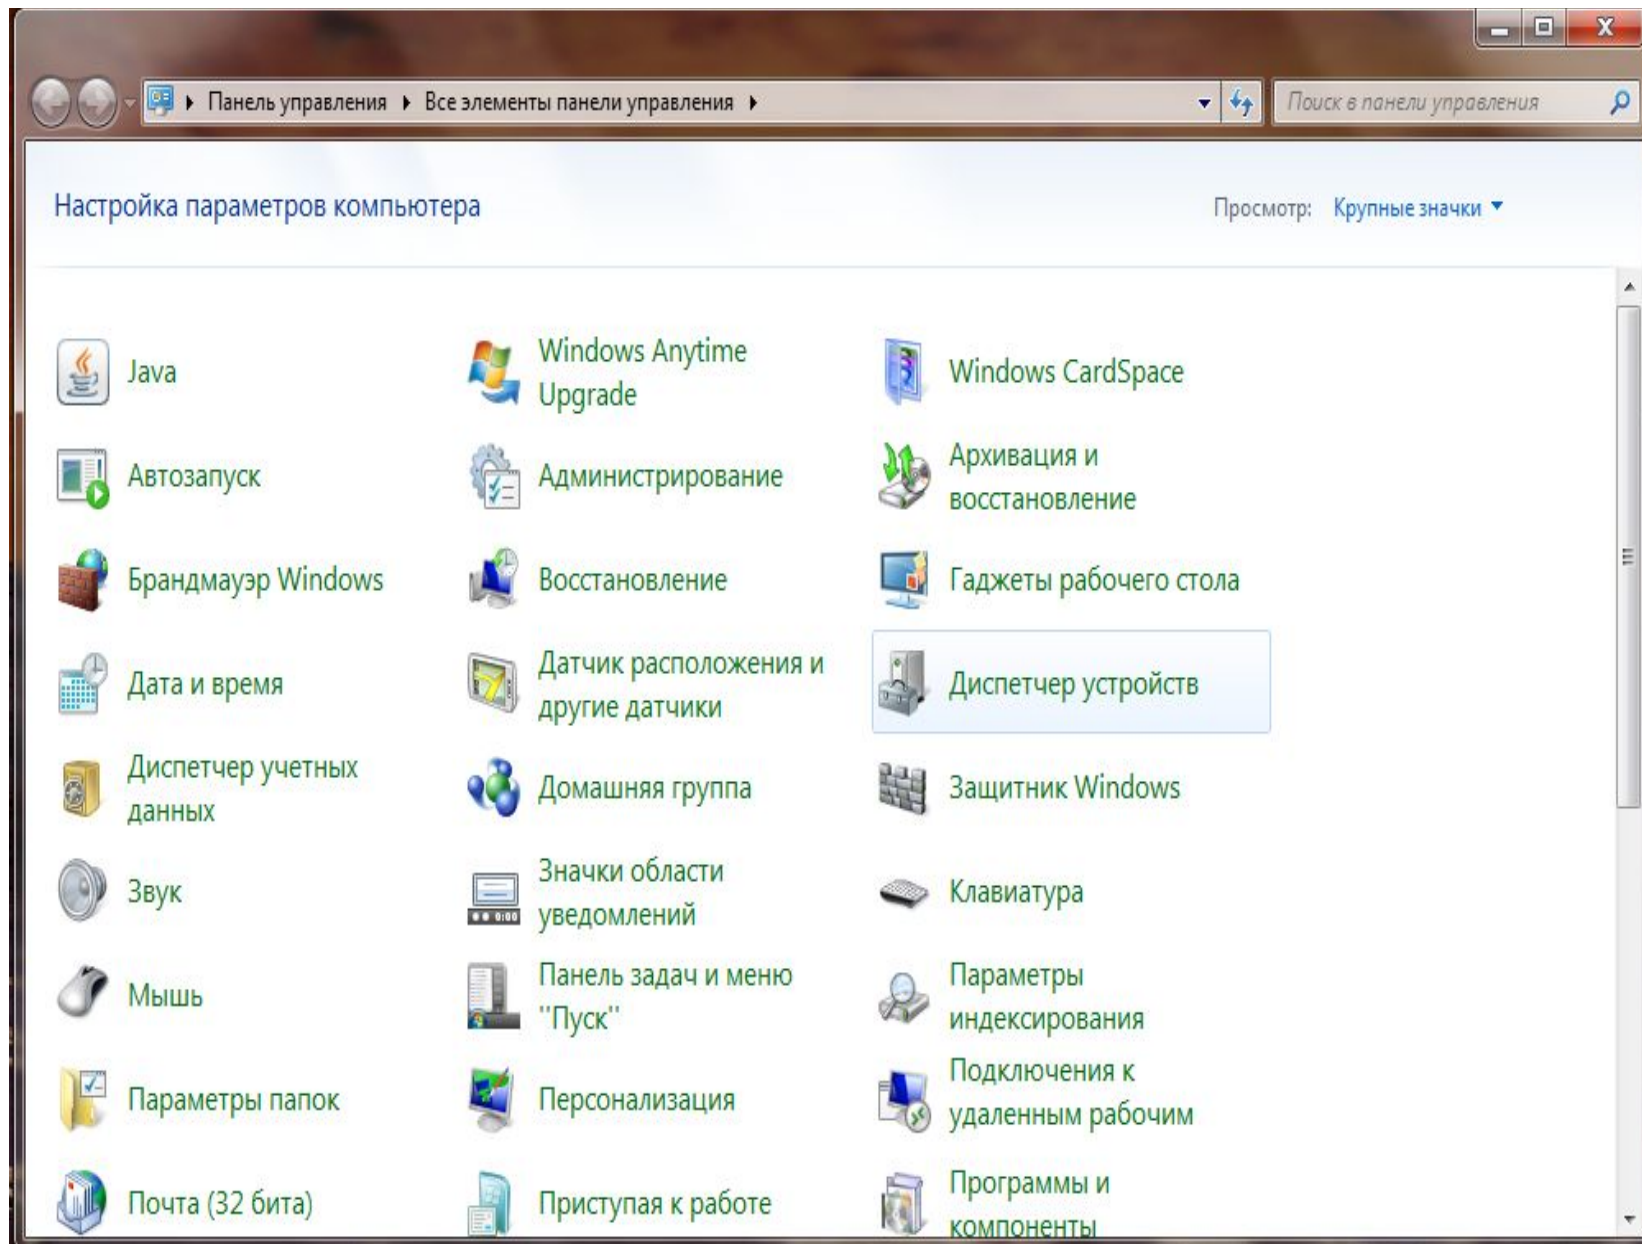 Панель управления Все элементы панели управления Поиск в панели управления
Настройка параметров компьютера
Просмотр: Крупные значки
Java
Windows Anytime
Upgrade
Windows CardSpace
Автозапуск
Администрирование
Архивация и
восстановление
Брандмауэр Windows
Восстановление
Гаджеты рабочего стола
Дата и время
Датчик расположения и
другие датчики
Диспетчер устройств
Диспетчер учетных
данных
Домашняя группа
Защитник Windows
Звук
Значки области
уведомлений
Клавиатура
Мышь
Панель задач и меню
"Пуск"
Параметры
индексирования
Параметры папок
Персонализация
Подключения к
удаленным рабочим
Почта (32 бита)
Приступая к работе
Программы и
компоненты